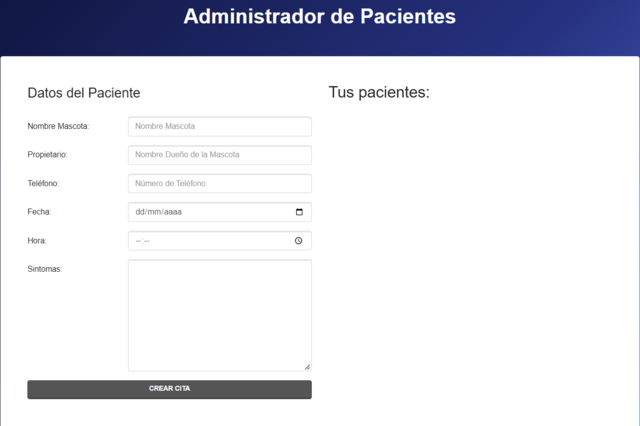 Administrador de Pacientes
Datos del Paciente
Nombre Mascota:
Nombre Mascota
Propietario:
Nombre Dueño de la Mascota
Teléfono:
Número de Teléfono
Fecha:
dd/mm/aaaa
Hora:
--:--
Sintomas:
CREAR CITA
Tus pacientes: